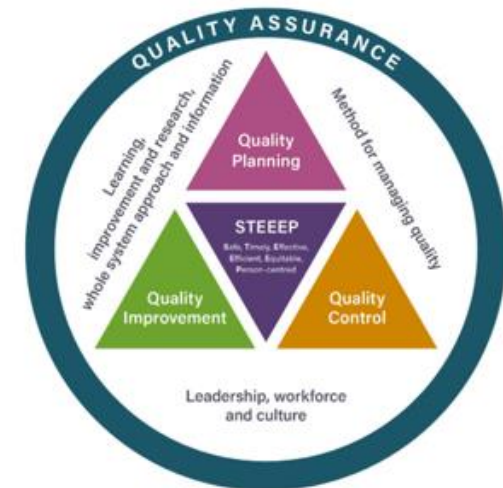 QUALITY ASSURANCE
Learning,
improvement and research,
whole system approach and information
Method for managing quality
Quality
Planning
STEEEP
Safe, Timely, Effective,
Efficient, Equitable,
Person-centred
Quality
Improvement
Quality
Control
Leadership, workforce
and culture